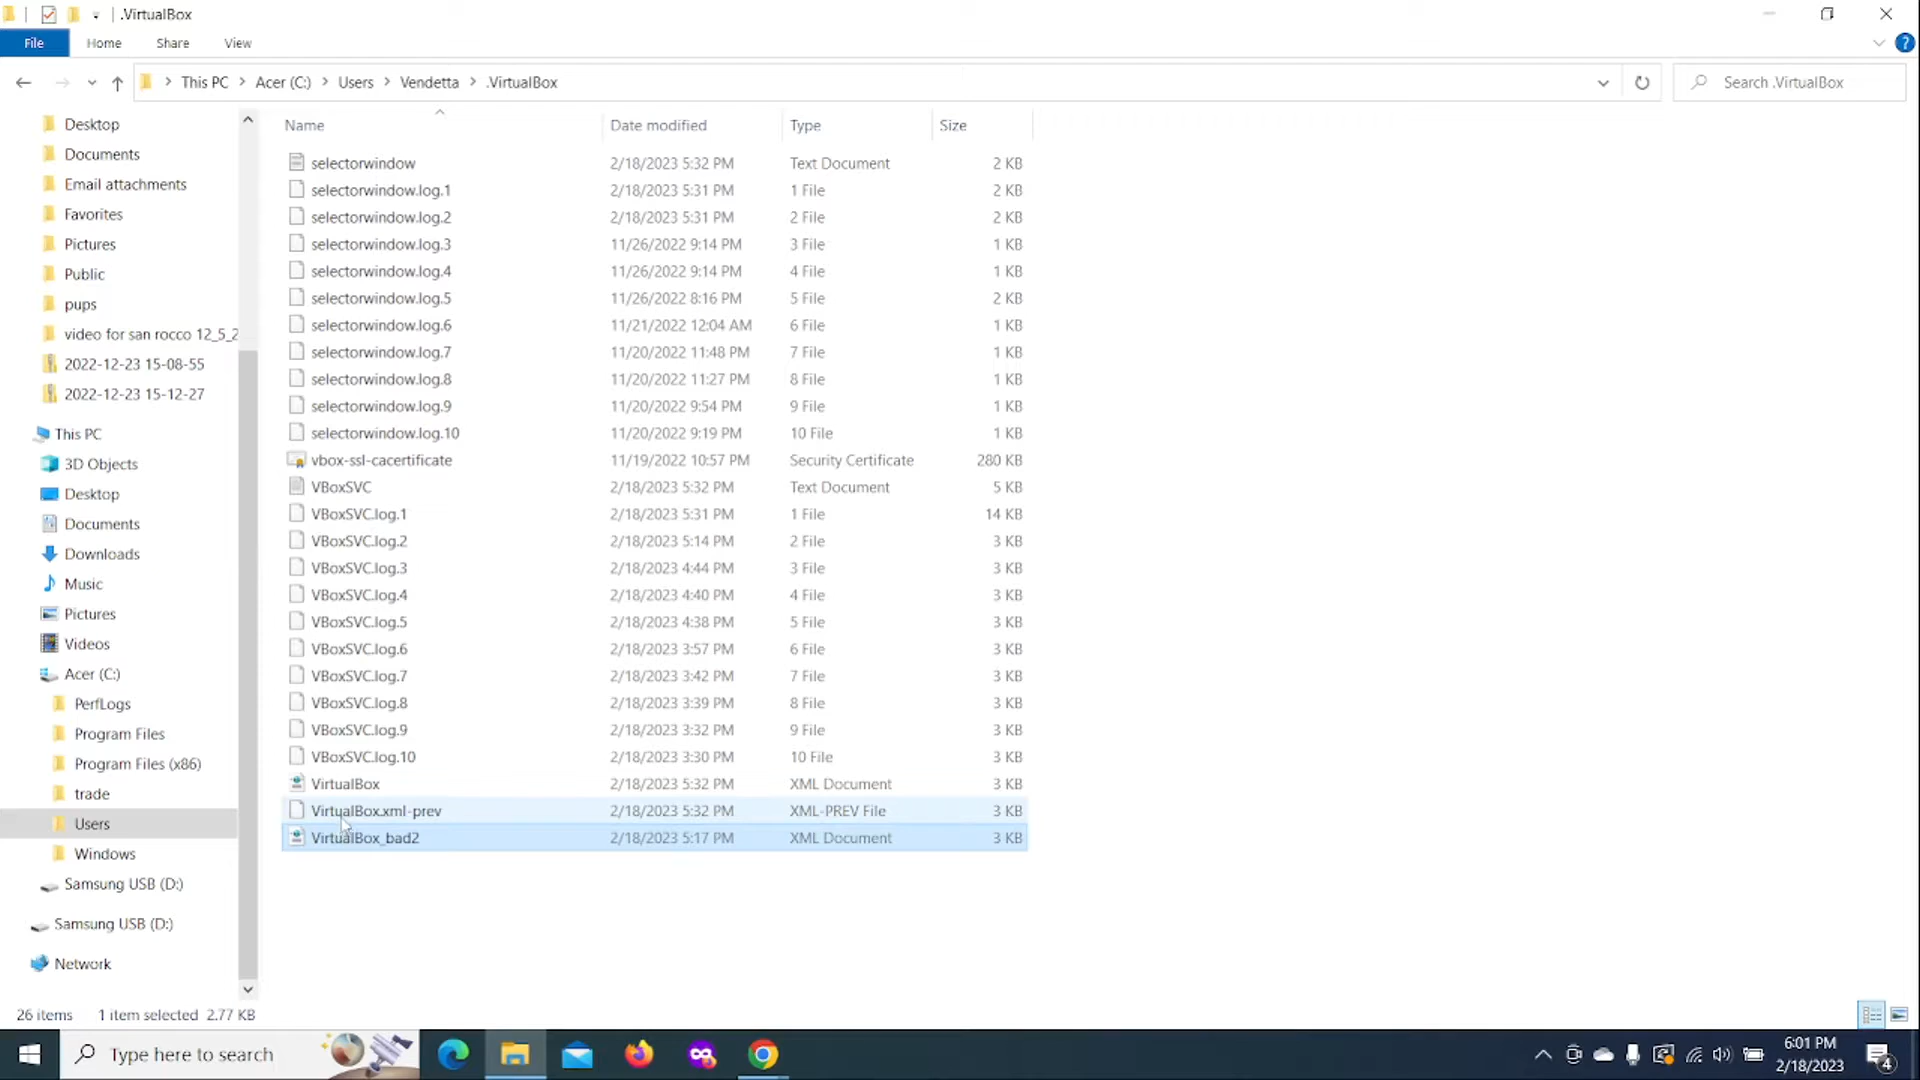 .VirtualBox
File Home Share View
This PC Acer (C:) Users Vendetta .VirtualBox
Search .VirtualBox
Desktop
Documents
Email attachments
Favorites
Pictures
Public
pups
video for san rocco 12_5_2
2022-12-23 15-08-55
2022-12-23 15-12-27
This PC
3D Objects
Desktop
Documents
Downloads
Music
Pictures
Videos
Acer (C:)
PerfLogs
Program Files
Program Files (x86)
trade
Users
Windows
Samsung USB (D:)
Samsung USB (D:)
Network
Name Date modified Type Size
selectorwindow 2/18/2023 5:32 PM Text Document 2 KB
selectorwindow.log.1 2/18/2023 5:31 PM 1 File 2 KB
selectorwindow.log.2 2/18/2023 5:31 PM 2 File 2 KB
selectorwindow.log.3 11/26/2022 9:14 PM 3 File 1 KB
selectorwindow.log.4 11/26/2022 9:14 PM 4 File 1 KB
selectorwindow.log.5 11/26/2022 8:16 PM 5 File 2 KB
selectorwindow.log.6 11/21/2022 12:04 AM 6 File 1 KB
selectorwindow.log.7 11/20/2022 11:48 PM 7 File 1 KB
selectorwindow.log.8 11/20/2022 11:27 PM 8 File 1 KB
selectorwindow.log.9 11/20/2022 9:54 PM 9 File 1 KB
selectorwindow.log.10 11/20/2022 9:19 PM 10 File 1 KB
vbox-ssl-cacertificate 11/19/2022 10:57 PM Security Certificate 280 KB
VBoxSVC 2/18/2023 5:32 PM Text Document 5 KB
VBoxSVC.log.1 2/18/2023 5:31 PM 1 File 14 KB
VBoxSVC.log.2 2/18/2023 5:14 PM 2 File 3 KB
VBoxSVC.log.3 2/18/2023 4:44 PM 3 File 3 KB
VBoxSVC.log.4 2/18/2023 4:40 PM 4 File 3 KB
VBoxSVC.log.5 2/18/2023 4:38 PM 5 File 3 KB
VBoxSVC.log.6 2/18/2023 3:57 PM 6 File 3 KB
VBoxSVC.log.7 2/18/2023 3:42 PM 7 File 3 KB
VBoxSVC.log.8 2/18/2023 3:39 PM 8 File 3 KB
VBoxSVC.log.9 2/18/2023 3:32 PM 9 File 3 KB
VBoxSVC.log.10 2/18/2023 3:30 PM 10 File 3 KB
VirtualBox 2/18/2023 5:32 PM XML Document 3 KB
VirtualBox.xml-prev 2/18/2023 5:32 PM XML-PREV File 3 KB
VirtualBox_bad2 2/18/2023 5:17 PM XML Document 3 KB
26 items 1 item selected 2.77 KB
Type here to search
6:01 PM
2/18/2023
4